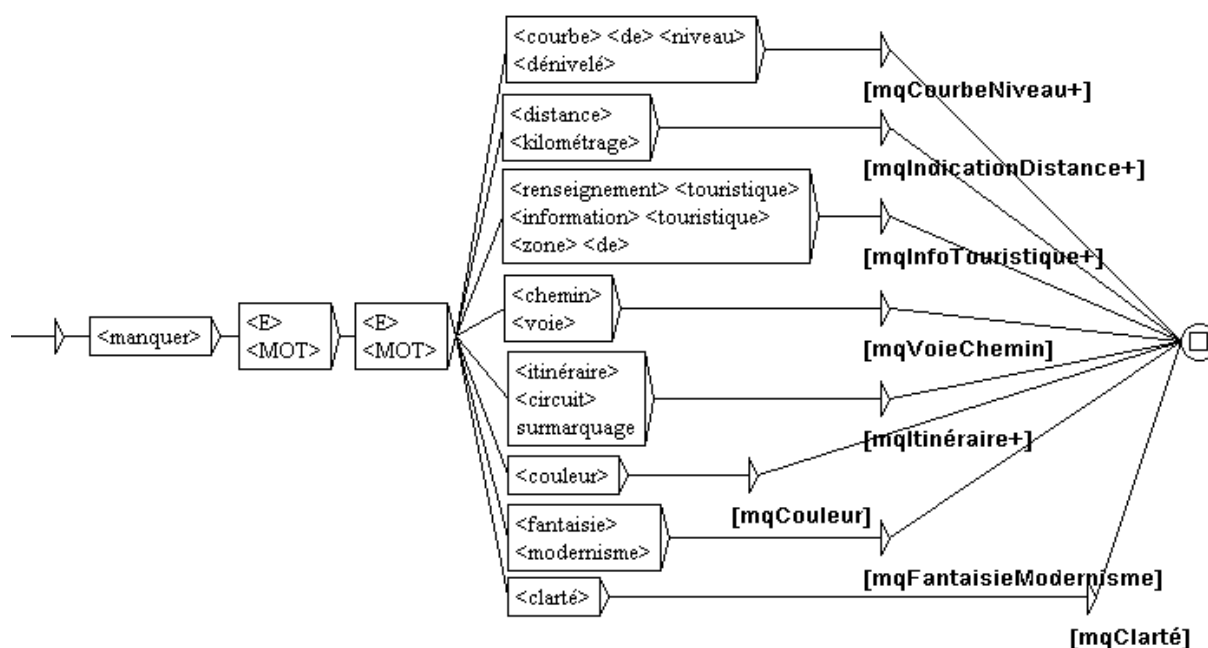 <courbe> <de> <niveau>
<dénivelé>
[mqCourbeNiveau+]
<distance>
<kilométrage>
[mqIndicationDistance+]
<renseignement> <touristique>
<information> <touristique>
<zone> <de>
[mqInfoTouristique+]
<manquer>
<E>
<MOT>
<E>
<MOT>
<chemin>
<voie>
[mqVoieChemin]
<itinéraire>
<circuit>
surmarquage
[mqItinéraire+]
<couleur>
[mqCouleur]
<fantaisie>
<modernisme>
[mqFantaisieModernisme]
<clarté>
[mqClarté]